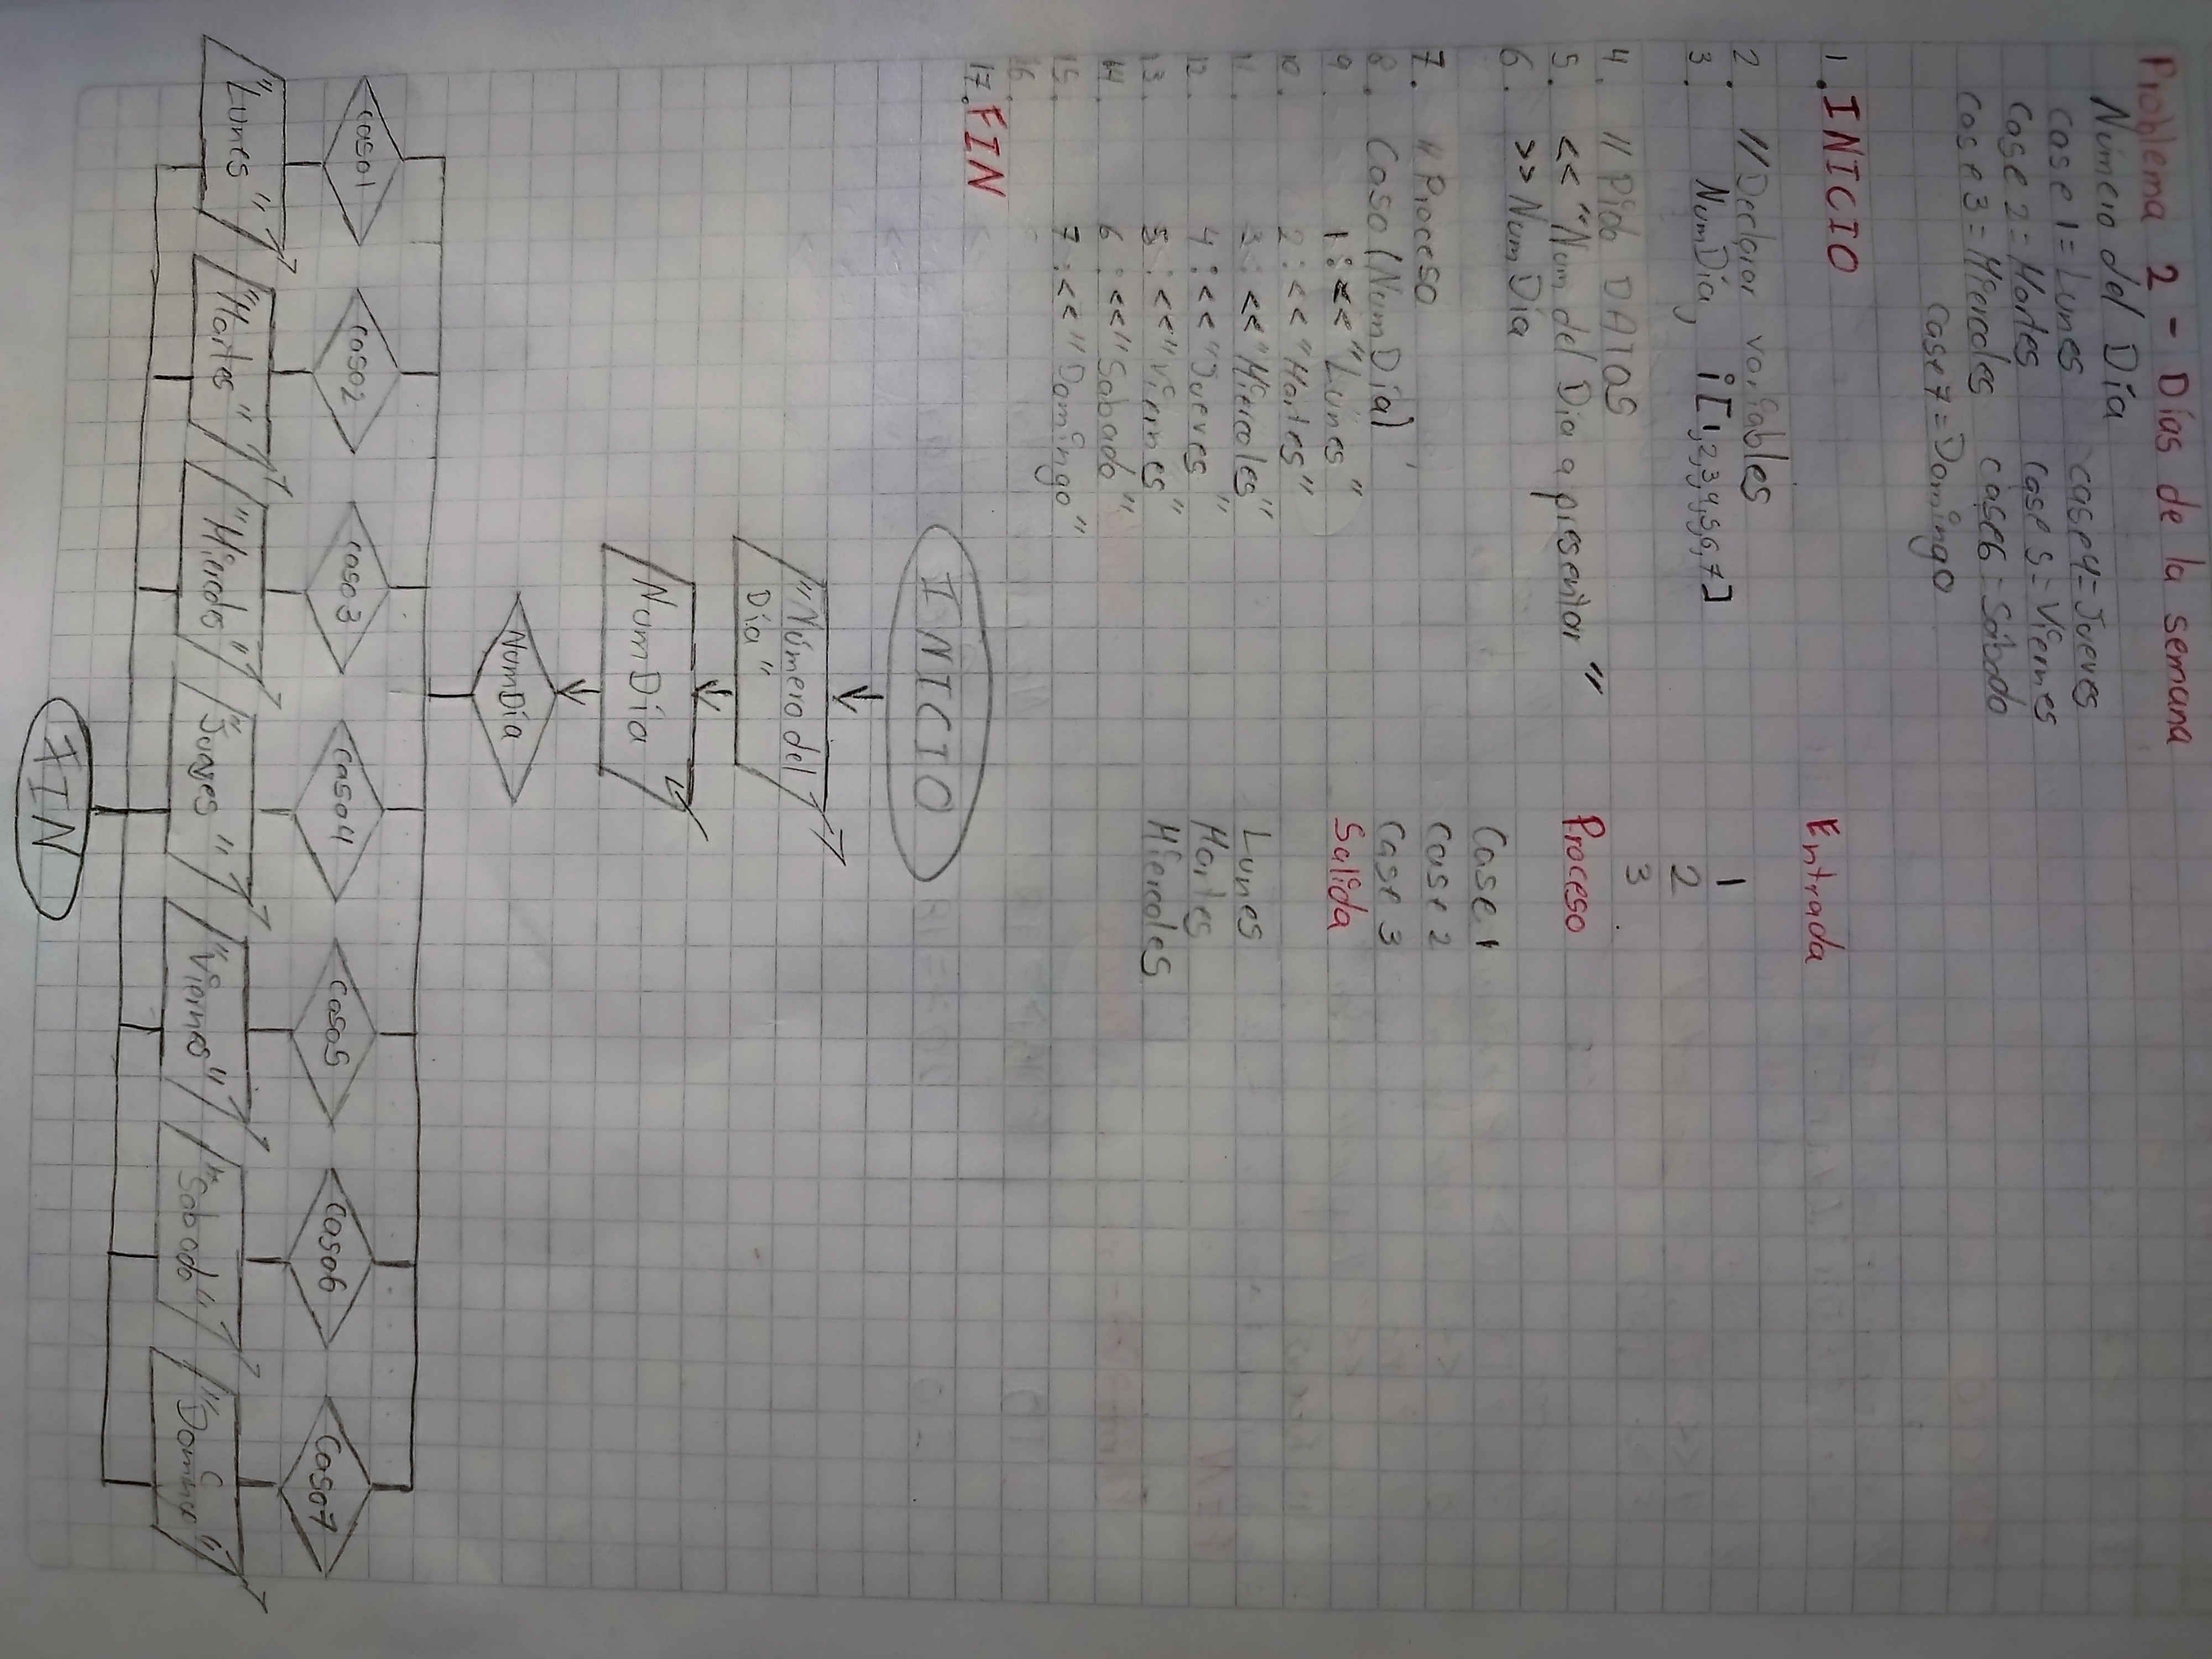 Problema 2 - Días de la semana
Número del Día
case 1 = Lunes case 4 = Jueves
Case 2 = Martes case 5 = Viernes
case 3 = Miercoles case 6 = Sábado
case 7 = Domingo
1. INICIO
2. // Declarar variables
3. NumDía, i [1,2,3,4,5,6,7]
4. // Pido DATOS
5. << "Num del Dia a presentar"
6. >> NumDía
7. // Proceso
8. Caso (NumDía)
9. 1 : << "Lunes"
10. 2 : << "Martes"
11. 3 : << "Miercoles"
12. 4 : << "Jueves"
13. 5 : << "Viernes"
14. 6 : << "Sabado"
15. 7 : << "Domingo"
16.
17. FIN
Entrada
1
2
3
Proceso
Case 1
case 2
Case 3
Salida
Lunes
Martes
Miercoles
INICIO
"Número del
Día"
NumDía
NumDía
caso1 caso2 caso3 caso4 caso5 caso6 caso7
"Lunes" "Martes" "Miercoles" "Jueves" "Viernes" "Sabado"
FIN